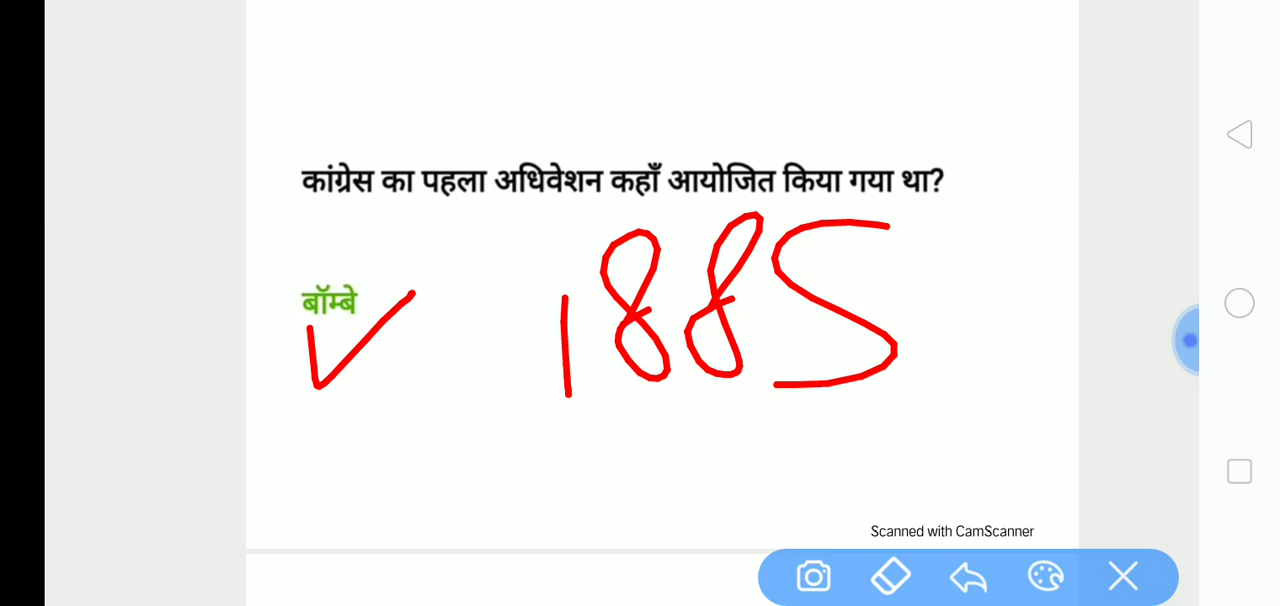 कांग्रेस का पहला अधिवेशन कहाँ आयोजित किया गया था?
1885
बॉम्बे
Scanned with CamScanner